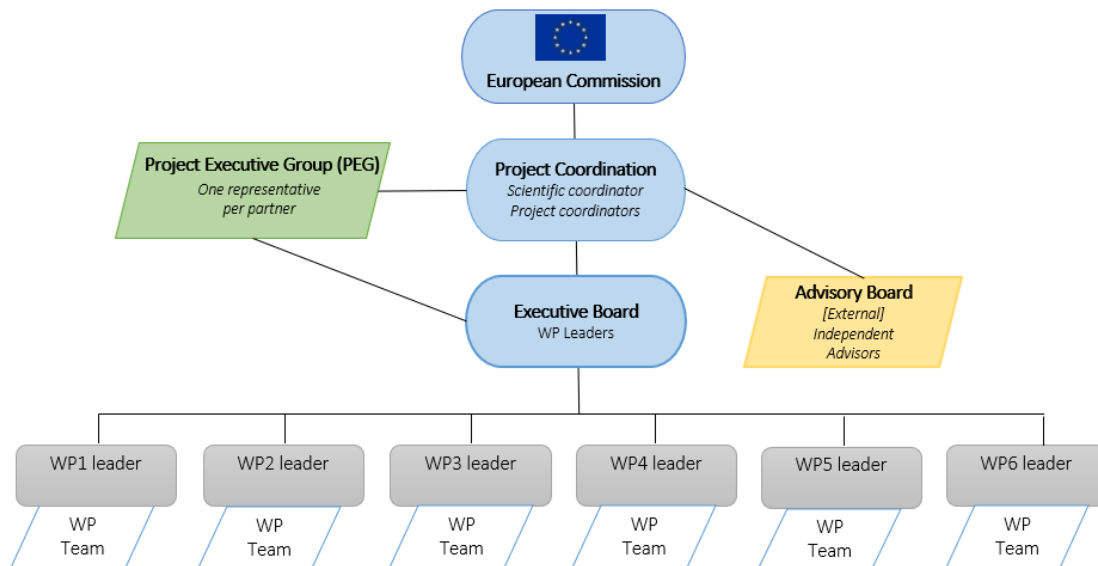 European Commission
Project Executive Group (PEG)
One representative
per partner
Project Coordination
Scientific coordinator
Project coordinators
Executive Board
WP Leaders
Advisory Board
[External]
Independent
Advisors
WP1 leader
WP2 leader
WP3 leader
WP4 leader
WP5 leader
WP6 leader
WP
Team
WP
Team
WP
Team
WP
Team
WP
Team
WP
Team